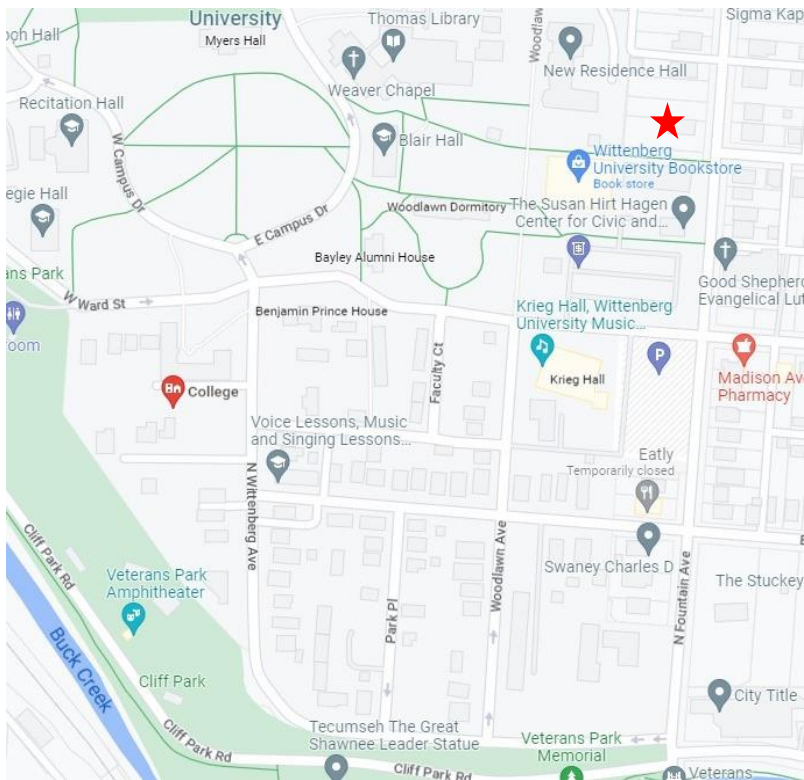 University
Thomas Library
Sigma Kap
och Hall
Myers Hall
Woodlawn
New Residence Hall
Weaver Chapel
Recitation Hall
W Campus Dr
Blair Hall
Wittenberg
University Bookstore
Book store
egie Hall
Woodlawn Dormitory
The Susan Hirt Hagen
Center for Civic and...
E Campus Dr
Bayley Alumni House
ans Park
W Ward St
Good Shepherd
Evangelical Lut
Benjamin Prince House
Krieg Hall, Wittenberg
University Music...
room
Faculty Ct
P
Krieg Hall
Madison Av
Pharmacy
College
Voice Lessons, Music
and Singing Lessons...
Eatly
Temporarily closed
N Wittenberg Ave
Cliff Park Rd
Woodlawn Ave
Swaney Charles D
N Fountain Ave
The Stuckey
Veterans Park
Amphitheater
Park Pl
Buck Creek
Cliff Park
City Title
Tecumseh The Great
Shawnee Leader Statue
Cliff Park Rd
Veterans Park
Memorial
Cliff Park Rd
Veterans